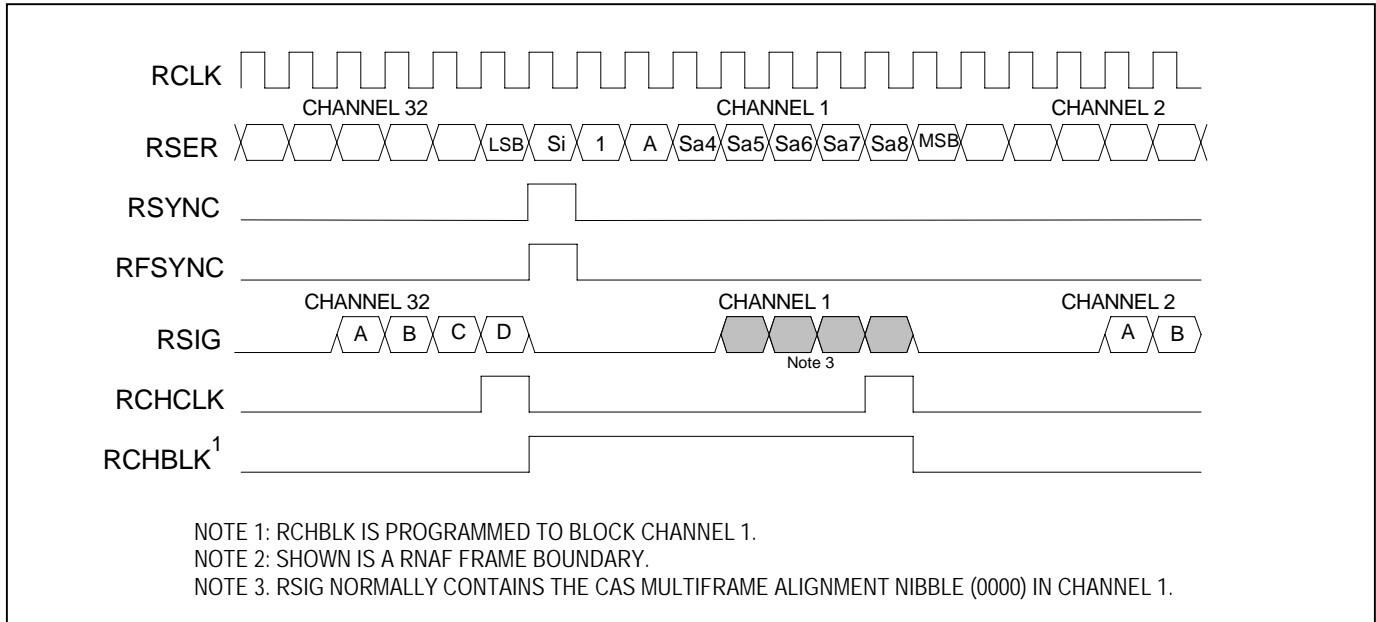 RCLK
CHANNEL 32 CHANNEL 1 CHANNEL 2
RSER LSB Si 1 A Sa4 Sa5 Sa6 Sa7 Sa8 MSB
RSYNC
RFSYNC
CHANNEL 32 CHANNEL 1 CHANNEL 2
RSIG A B C D A B
Note 3
RCHCLK
RCHBLK1
NOTE 1: RCHBLK IS PROGRAMMED TO BLOCK CHANNEL 1.
NOTE 2: SHOWN IS A RNAF FRAME BOUNDARY.
NOTE 3. RSIG NORMALLY CONTAINS THE CAS MULTIFRAME ALIGNMENT NIBBLE (0000) IN CHANNEL 1.